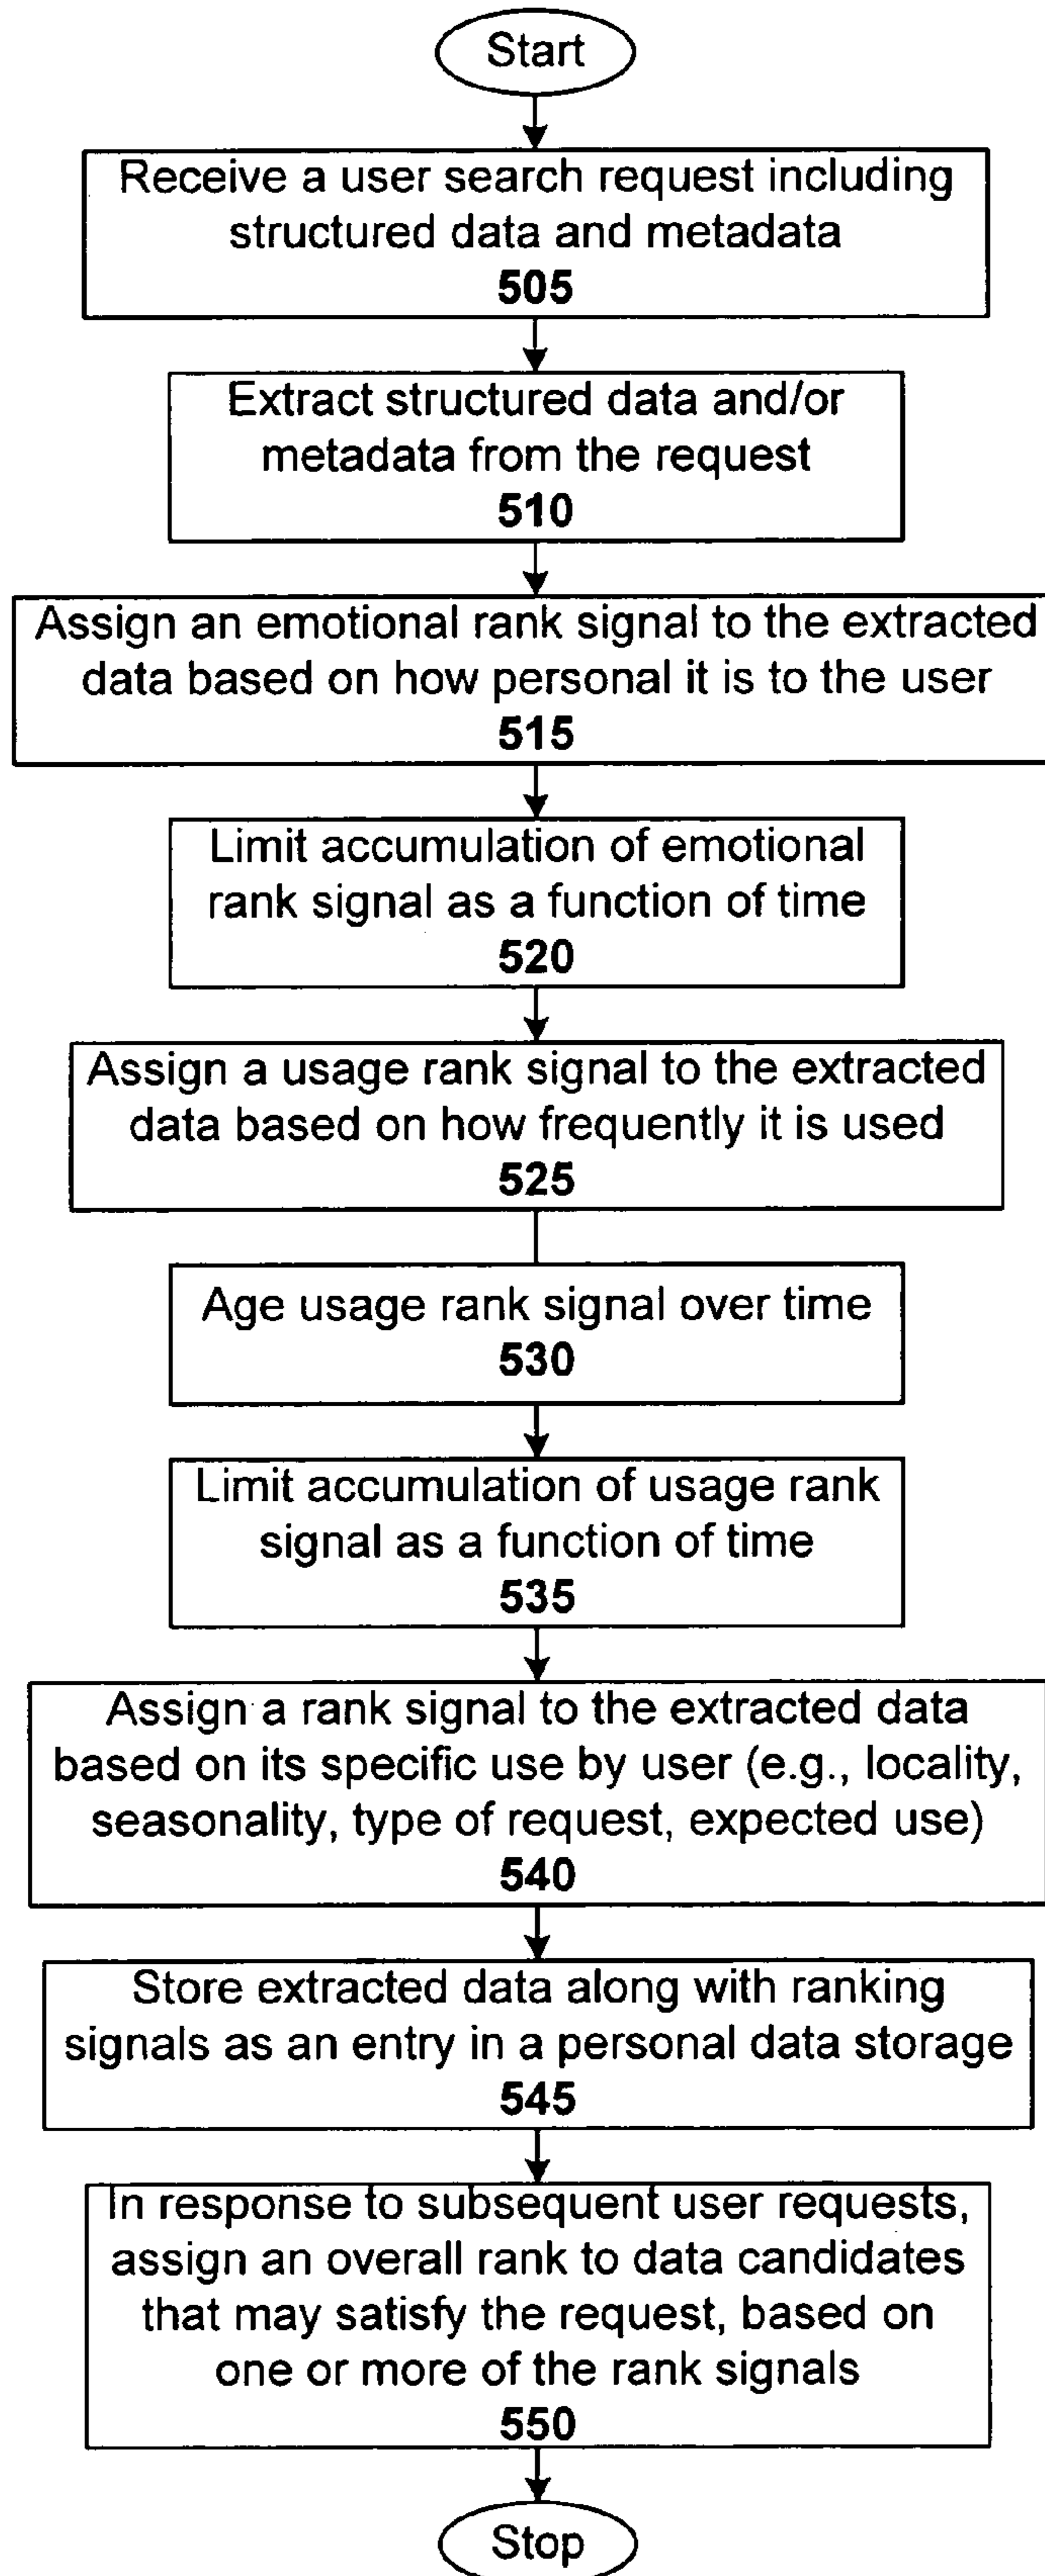 Start
Receive a user search request including
structured data and metadata
505
Extract structured data and/or
metadata from the request
510
Assign an emotional rank signal to the extracted
data based on how personal it is to the user
515
Limit accumulation of emotional
rank signal as a function of time
520
Assign a usage rank signal to the extracted
data based on how frequently it is used
525
Age usage rank signal over time
530
Limit accumulation of usage rank
signal as a function of time
535
Assign a rank signal to the extracted data
based on its specific use by user (e.g., locality,
seasonality, type of request, expected use)
540
Store extracted data along with ranking
signals as an entry in a personal data storage
545
In response to subsequent user requests,
assign an overall rank to data candidates
that may satisfy the request, based on
one or more of the rank signals
550
Stop